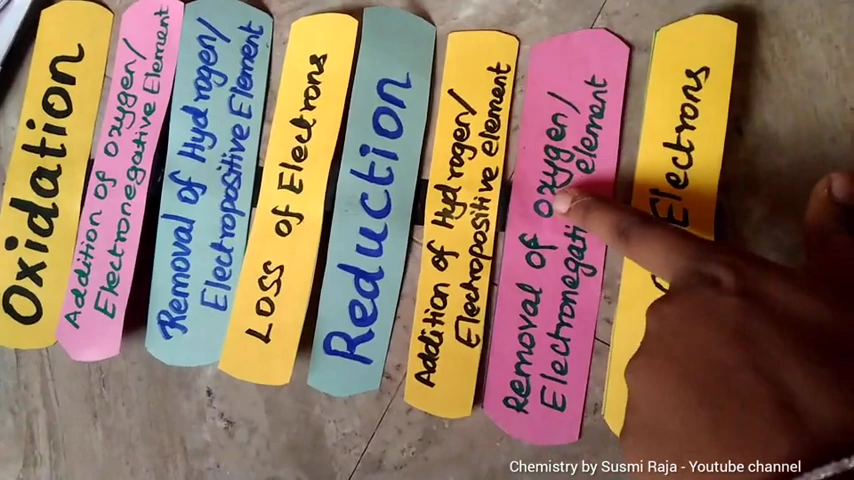 Oxidation
Addition of oxygen/
Electronegative Element
Removal of Hydrogen/
Electropositive Element
Loss of Electrons
Reduction
Addition of Hydrogen/
Electropositive element
Removal of oxygen/
Electronegati element
Electrons
Chemistry by Susmi Raja - Youtube channel